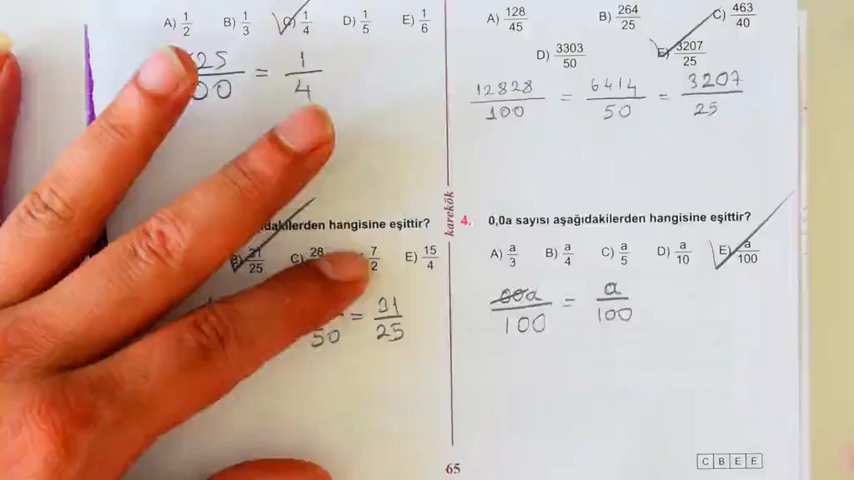 A) 1/2 B) 1/3 C) 1/4 D) 1/5 E) 1/6
25/00 = 1/4
A) 128/45 B) 264/25 C) 463/40
D) 3303/50 E) 3207/25
12828/100 = 6414/50 = 3207/25
dakilerden hangisine eşittir?
B) 31/25 C) 28 7/2 E) 15/4
50 = 31/25
karekök
4. 0,0a sayısı aşağıdakilerden hangisine eşittir?
A) a/3 B) a/4 C) a/5 D) a/10 E) a/100
00a/100 = a/100
65
C B E E